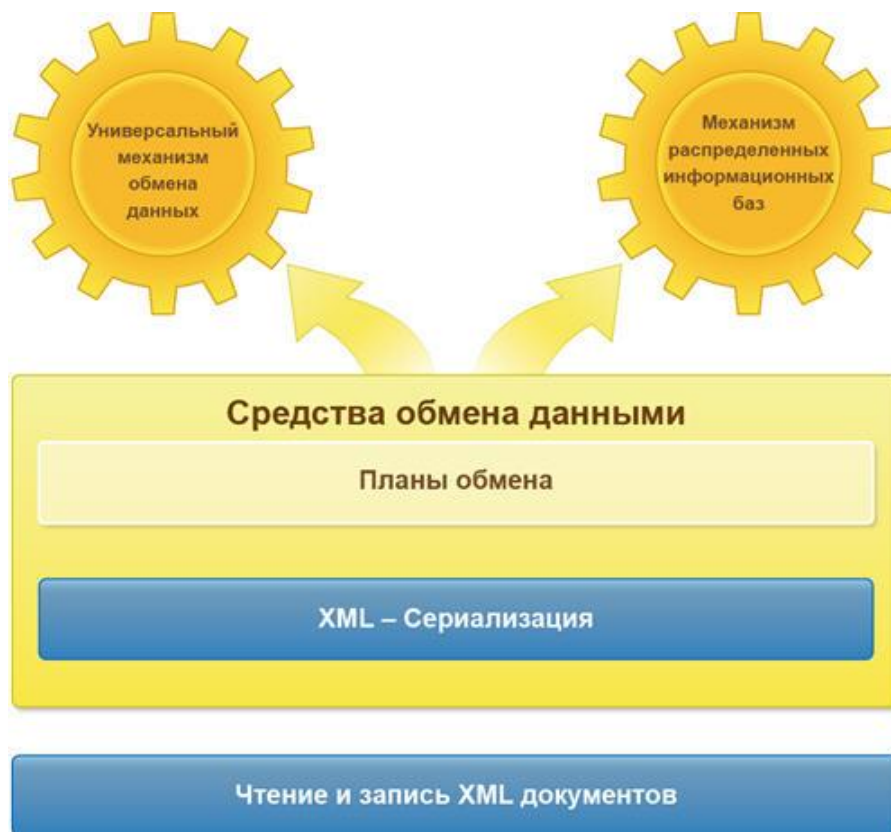 Универсальный
механизм
обмена
данных
Механизм
распределенных
информационных
баз
Средства обмена данными
Планы обмена
XML – Сериализация
Чтение и запись XML документов